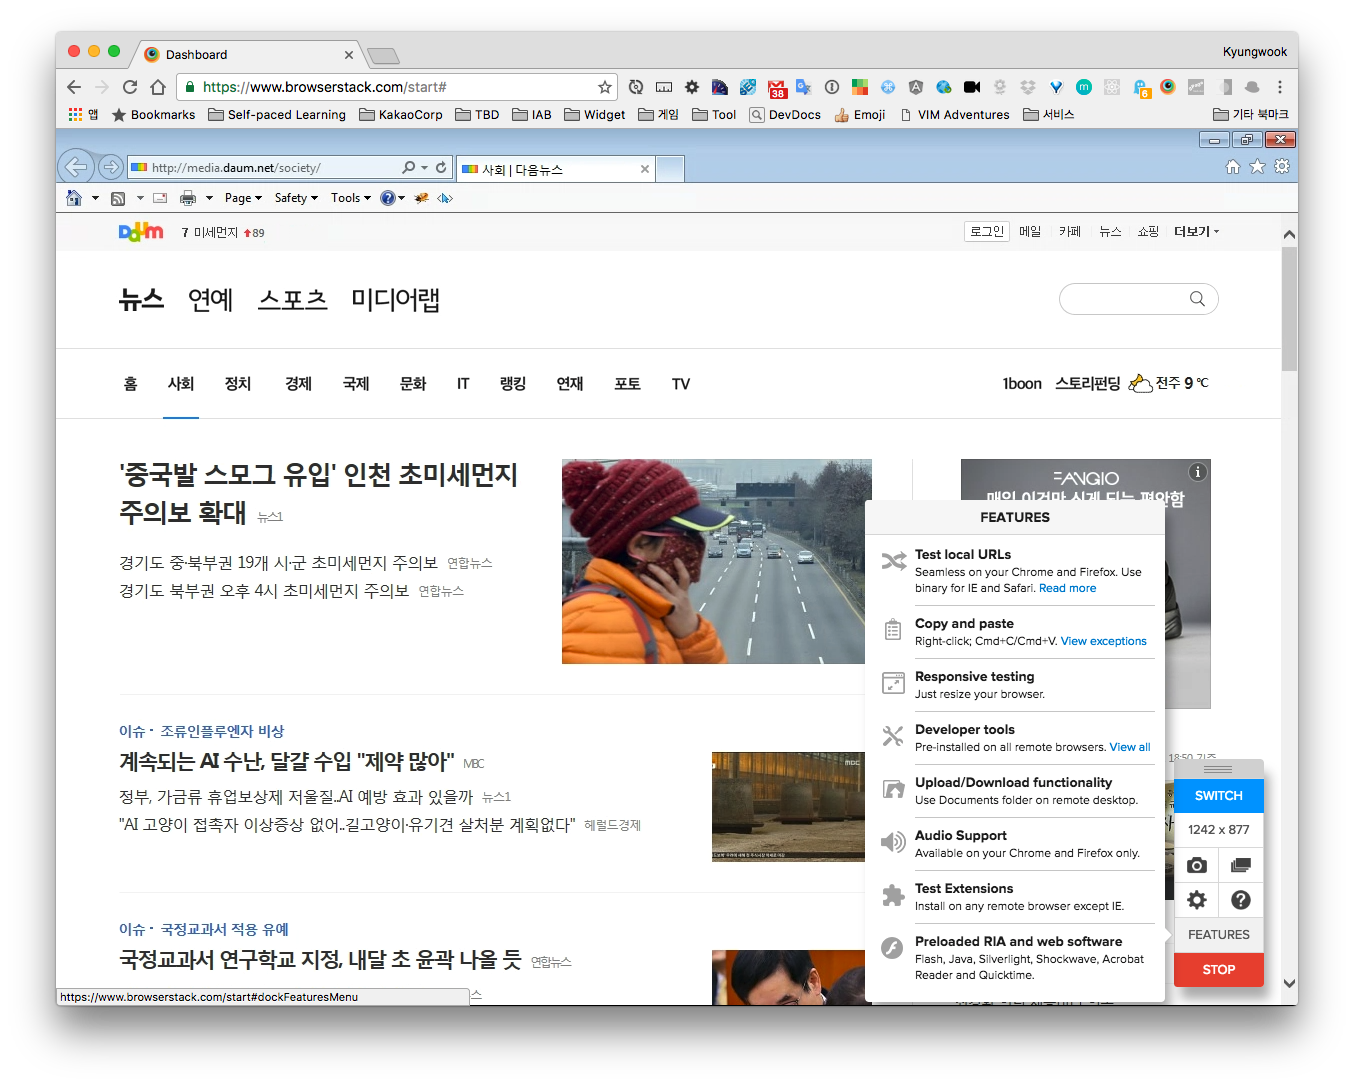 Dashboard
Kyungwook
https://www.browserstack.com/start#
38
6
앱
Bookmarks
Self-paced Learning
KakaoCorp
TBD
IAB
Widget
게임
Tool
DevDocs
Emoji
VIM Adventures
서비스
기타 북마크
http://media.daum.net/society/
사회 | 다음뉴스
Page
Safety
Tools
Daum
7 미세먼지 89
로그인
메일
카페
뉴스
쇼핑
더보기
뉴스
연예
스포츠
미디어랩
홈
사회
정치
경제
국제
문화
IT
랭킹
연재
포토
TV
1boon
스토리펀딩
전주 9 ℃
'중국발 스모그 유입' 인천 초미세먼지
주의보 확대 뉴스1
경기도 중·북부권 19개 시·군 초미세먼지 주의보 연합뉴스
경기도 북부권 오후 4시 초미세먼지 주의보 연합뉴스
이슈 · 조류인플루엔자 비상
계속되는 AI 수난, 달걀 수입 "제약 많아" MBC
정부, 가금류 휴업보상제 저울질..AI 예방 효과 있을까 뉴스1
"AI 고양이 접촉자 이상증상 없어..길고양이·유기견 살처분 계획없다" 헤럴드경제
mbc
이슈 · 국정교과서 적용 유예
국정교과서 연구학교 지정, 내달 초 윤곽 나올 듯 연합뉴스
https://www.browserstack.com/start#dockFeaturesMenu
EANGIO
FEATURES
Test local URLs
Seamless on your Chrome and Firefox. Use
binary for IE and Safari. Read more
Copy and paste
Right-click; Cmd+C/Cmd+V. View exceptions
Responsive testing
Just resize your browser.
Developer tools
Pre-installed on all remote browsers. View all
Upload/Download functionality
Use Documents folder on remote desktop.
Audio Support
Available on your Chrome and Firefox only.
Test Extensions
Install on any remote browser except IE.
Preloaded RIA and web software
Flash, Java, Silverlight, Shockwave, Acrobat
Reader and Quicktime.
18:50 기준
SWITCH
1242 x 877
FEATURES
STOP